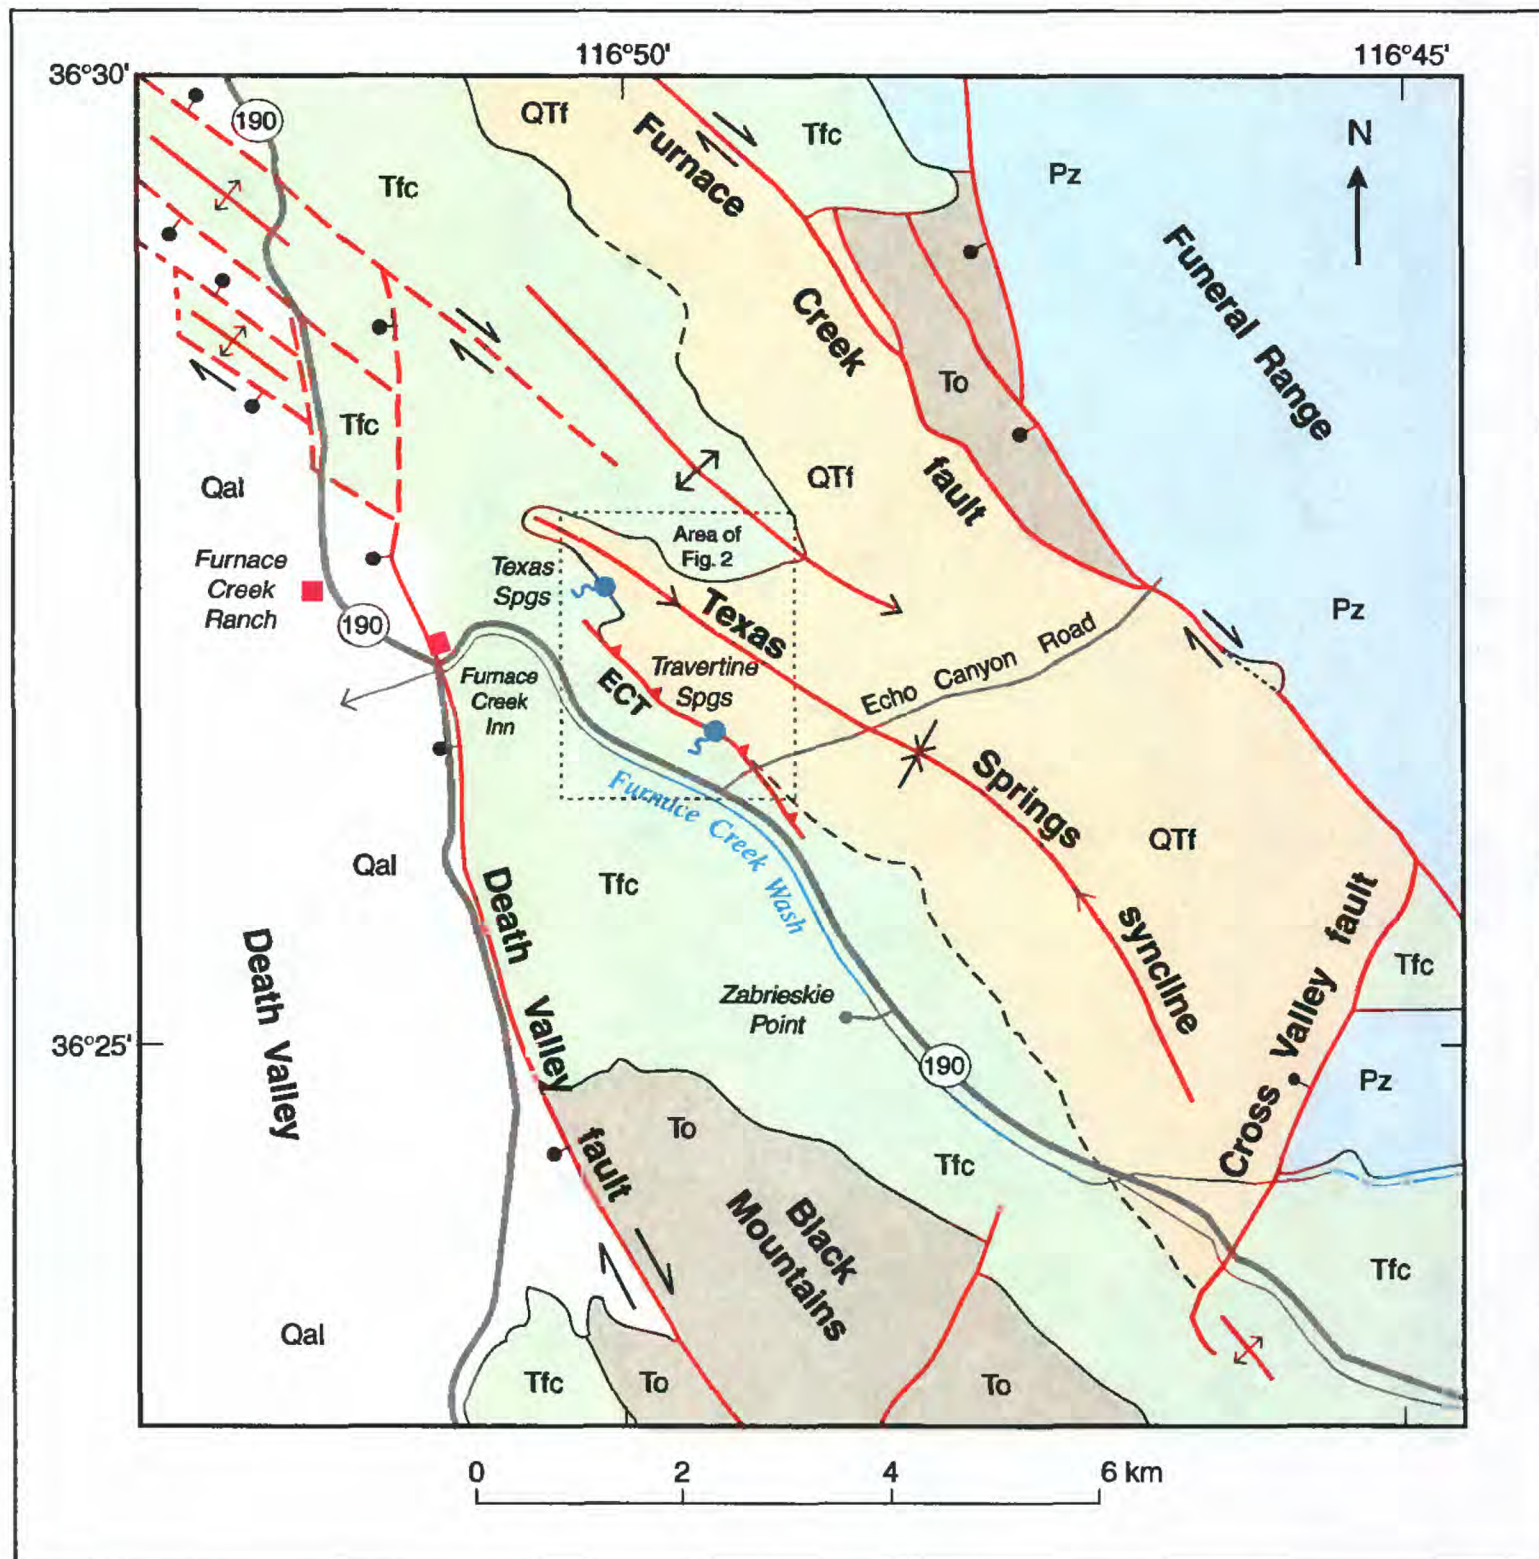 116°50'
116°45'
36°30'
190
QTf
Tfc
Pz
N
Tfc
Furnace
Creek
fault
Funeral Range
To
Tfc
QTf
Qal
Area of
Fig. 2
Furnace
Creek
Ranch
Texas
Spgs
190
Pz
Texas
Springs
syncline
Travertine
Spgs
Echo Canyon Road
Furnace
Creek
Inn
ECT
Furnace Creek Wash
QTf
Qal
Tfc
Death Valley
Death Valley fault
Cross Valley fault
Tfc
Zabrieskie
Point
36°25'
190
Pz
To
Tfc
Black
Mountains
Tfc
Qal
Tfc
To
To
0 2 4 6 km